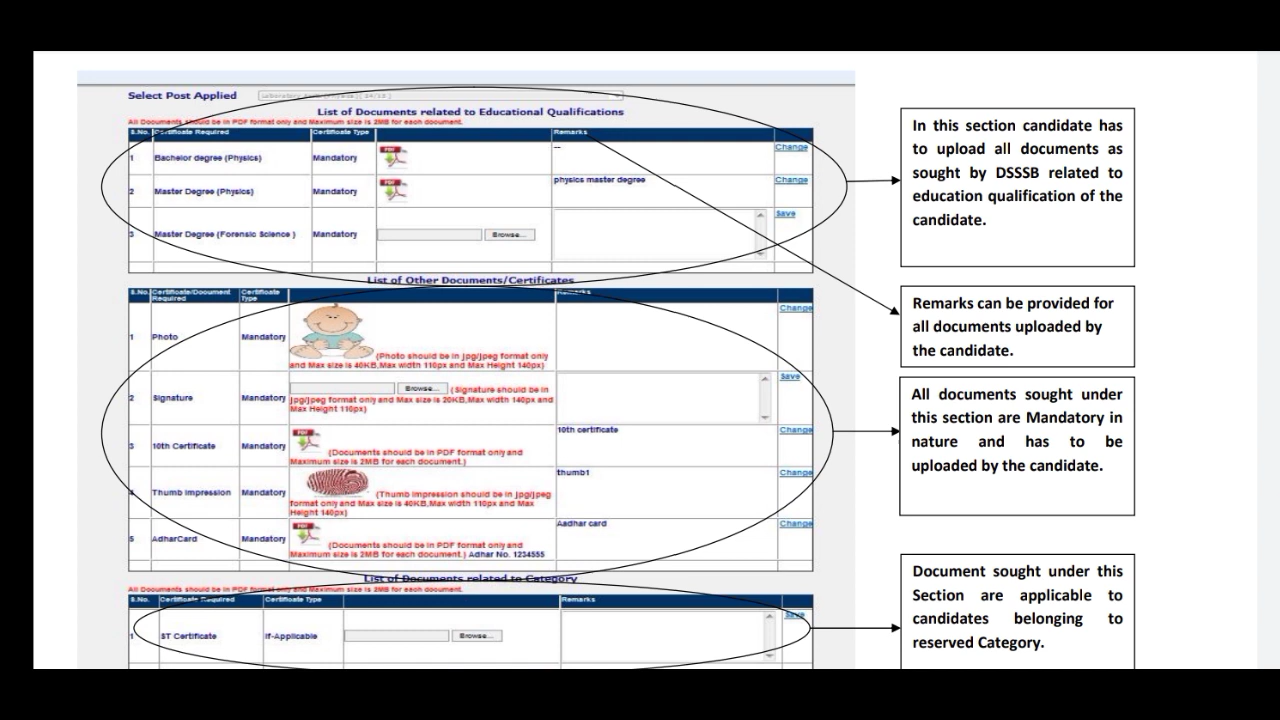 Select Post Applied
List of Documents related to Educational Qualifications
All Documents should be in PDF format only and Maximum size is 2MB for each document.
S.No. Certificate Required Certificate Type Remarks
1 Bachelor degree (Physics) Mandatory PDF -- Change
2 Master Degree (Physics) Mandatory PDF physics master degree Change
3 Master Degree (Forensic Science ) Mandatory Browse... Save
List of Other Documents/Certificates
S.No. Certificate/Document Required Certificate Type Remarks
1 Photo Mandatory Change
(Photo should be in jpg/jpeg format only
and Max size is 40KB,Max width 110px and Max Height 140px)
2 Signature Mandatory Browse... (Signature should be in Save
jpg/jpeg format only and Max size is 20KB,Max width 140px and
Max Height 110px)
3 10th Certificate Mandatory PDF 10th certificate Change
(Documents should be in PDF format only and
Maximum size is 2MB for each document.)
4 Thumb Impression Mandatory thumb1 Change
(Thumb Impression should be in jpg/jpeg
format only and Max size is 40KB,Max width 110px and Max
Height 140px)
5 AdharCard Mandatory PDF Aadhar card Change
(Documents should be in PDF format only and
Maximum size is 2MB for each document.) Adhar No. 1234555
List of Documents related to Category
All Documents should be in PDF format only and Maximum size is 2MB for each document.
S.No. Certificate Required Certificate Type Remarks
1 ST Certificate If-Applicable Browse... Save
In this section candidate has
to upload all documents as
sought by DSSSB related to
education qualification of the
candidate.
Remarks can be provided for
all documents uploaded by
the candidate.
All documents sought under
this section are Mandatory in
nature and has to be
uploaded by the candidate.
Document sought under this
Section are applicable to
candidates belonging to
reserved Category.